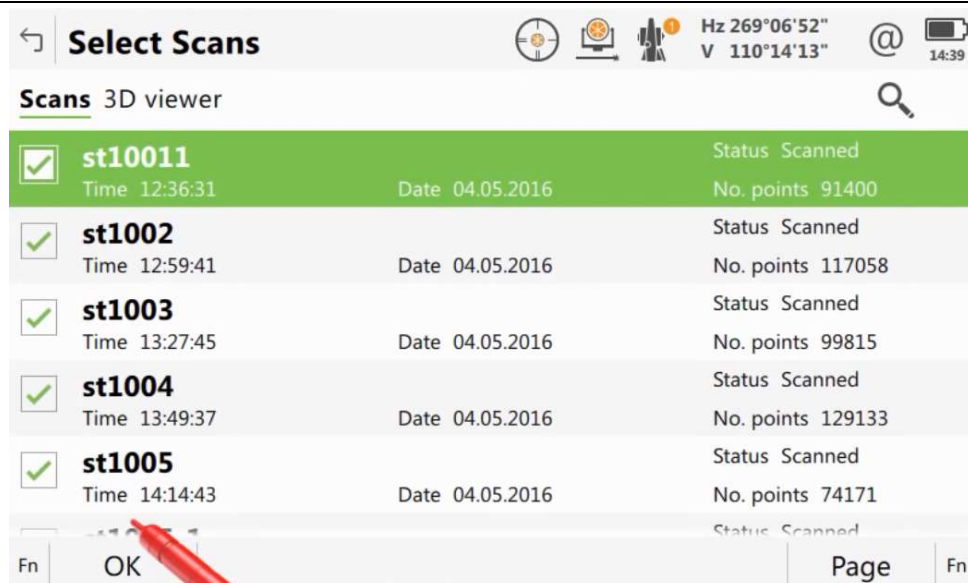 Select Scans
1
Hz 269°06'52"
V 110°14'13"
@
14:39
Scans 3D viewer
st10011
Status Scanned
Time 12:36:31 Date 04.05.2016 No. points 91400
st1002
Status Scanned
Time 12:59:41 Date 04.05.2016 No. points 117058
st1003
Status Scanned
Time 13:27:45 Date 04.05.2016 No. points 99815
st1004
Status Scanned
Time 13:49:37 Date 04.05.2016 No. points 129133
st1005
Status Scanned
Time 14:14:43 Date 04.05.2016 No. points 74171
Status Scanned
Fn OK Page Fn